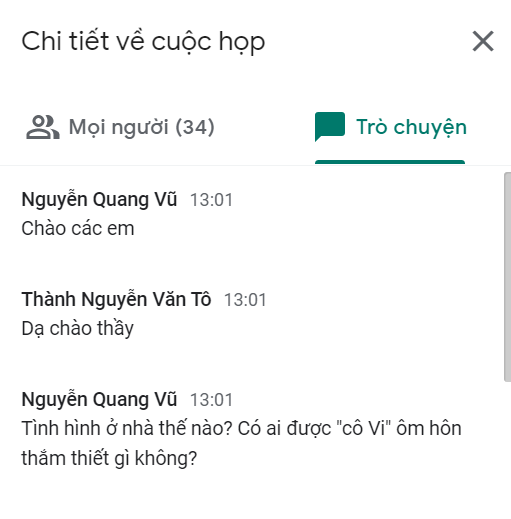 Chi tiết về cuộc họp
Mọi người (34)
Trò chuyện
Nguyễn Quang Vũ 13:01
Chào các em
Thành Nguyễn Văn Tô 13:01
Dạ chào thầy
Nguyễn Quang Vũ 13:01
Tình hình ở nhà thế nào? Có ai được "cô Vi" ôm hôn
thắm thiết gì không?